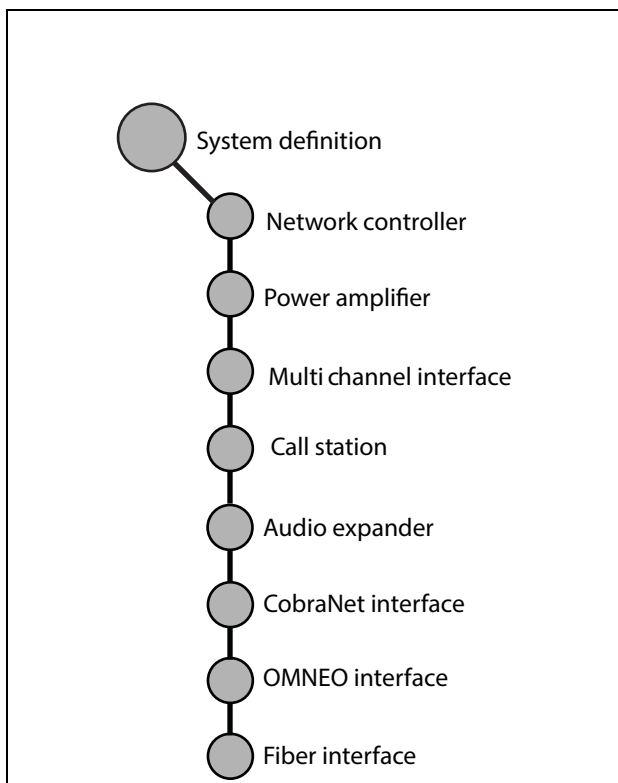 System definition
Network controller
Power amplifier
Multi channel interface
Call station
Audio expander
CobraNet interface
OMNEO interface
Fiber interface